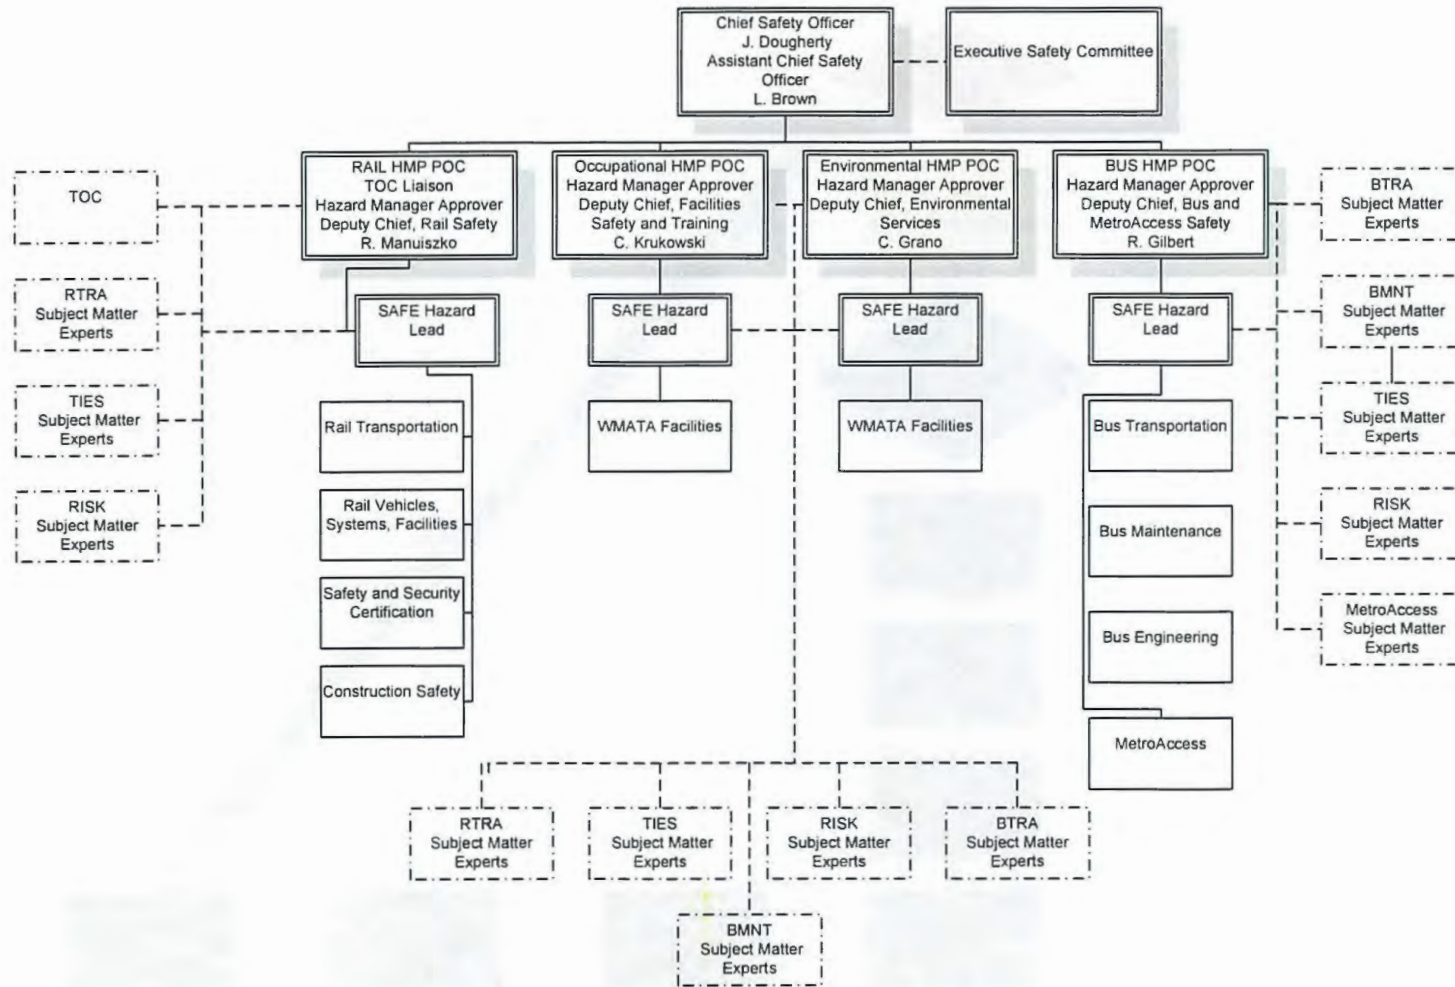 Chief Safety Officer
J. Dougherty
Assistant Chief Safety
Officer
L. Brown
Executive Safety Committee
TOC
RAIL HMP POC
TOC Liaison
Hazard Manager Approver
Deputy Chief, Rail Safety
R. Manuiszko
Occupational HMP POC
Hazard Manager Approver
Deputy Chief, Facilities
Safety and Training
C. Krukowski
Environmental HMP POC
Hazard Manager Approver
Deputy Chief, Environmental
Services
C. Grano
BUS HMP POC
Hazard Manager Approver
Deputy Chief, Bus and
MetroAccess Safety
R. Gilbert
BTRA
Subject Matter
Experts
RTRA
Subject Matter
Experts
SAFE Hazard
Lead
SAFE Hazard
Lead
SAFE Hazard
Lead
SAFE Hazard
Lead
BMNT
Subject Matter
Experts
TIES
Subject Matter
Experts
Rail Transportation
WMATA Facilities
WMATA Facilities
Bus Transportation
TIES
Subject Matter
Experts
RISK
Subject Matter
Experts
Rail Vehicles,
Systems, Facilities
Bus Maintenance
RISK
Subject Matter
Experts
Safety and Security
Certification
Bus Engineering
MetroAccess
Subject Matter
Experts
Construction Safety
MetroAccess
RTRA
Subject Matter
Experts
TIES
Subject Matter
Experts
RISK
Subject Matter
Experts
BTRA
Subject Matter
Experts
BMNT
Subject Matter
Experts